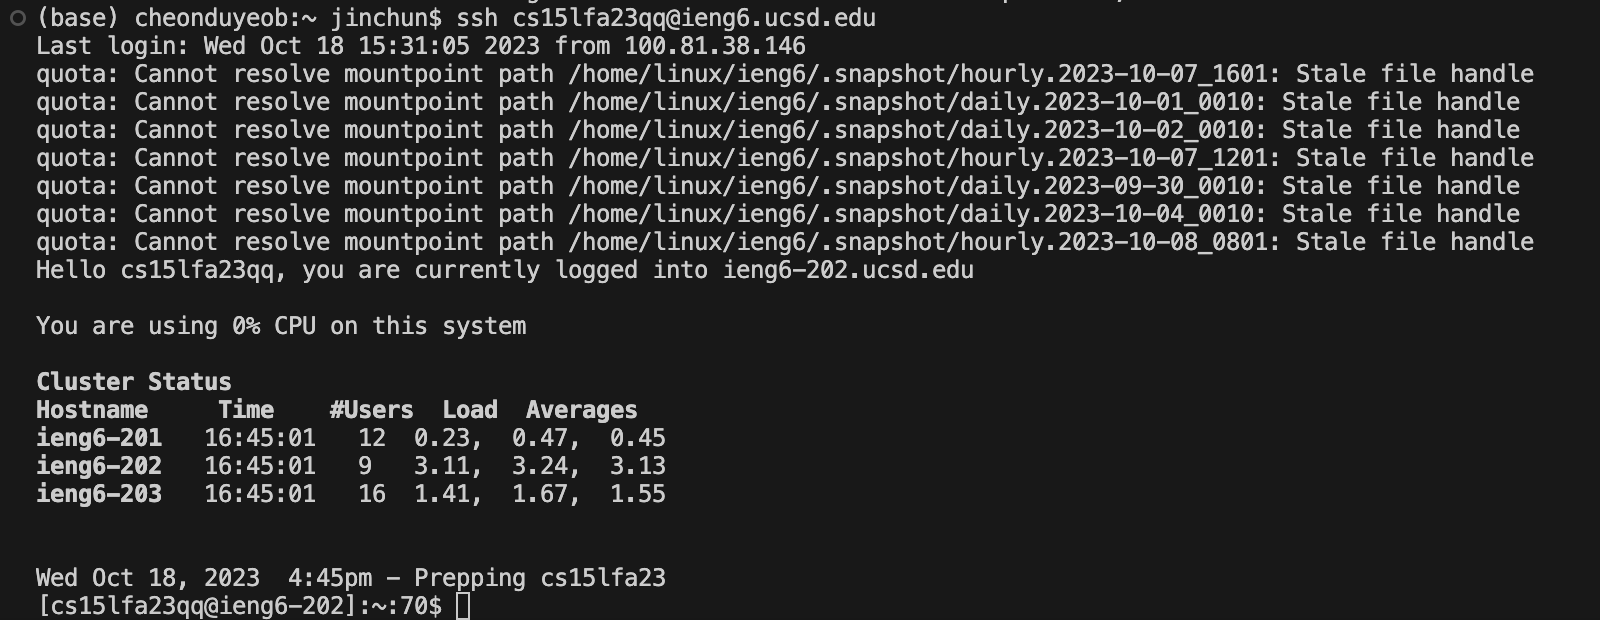 (base) cheonduyeob:~ jinchun$ ssh cs15lfa23qq@ieng6.ucsd.edu
Last login: Wed Oct 18 15:31:05 2023 from 100.81.38.146
quota: Cannot resolve mountpoint path /home/linux/ieng6/.snapshot/hourly.2023-10-07_1601: Stale file handle
quota: Cannot resolve mountpoint path /home/linux/ieng6/.snapshot/daily.2023-10-01_0010: Stale file handle
quota: Cannot resolve mountpoint path /home/linux/ieng6/.snapshot/daily.2023-10-02_0010: Stale file handle
quota: Cannot resolve mountpoint path /home/linux/ieng6/.snapshot/hourly.2023-10-07_1201: Stale file handle
quota: Cannot resolve mountpoint path /home/linux/ieng6/.snapshot/daily.2023-09-30_0010: Stale file handle
quota: Cannot resolve mountpoint path /home/linux/ieng6/.snapshot/daily.2023-10-04_0010: Stale file handle
quota: Cannot resolve mountpoint path /home/linux/ieng6/.snapshot/hourly.2023-10-08_0801: Stale file handle
Hello cs15lfa23qq, you are currently logged into ieng6-202.ucsd.edu
You are using 0% CPU on this system
Cluster Status
Hostname     Time    #Users  Load  Averages
ieng6-201   16:45:01   12  0.23,  0.47,  0.45
ieng6-202   16:45:01   9   3.11,  3.24,  3.13
ieng6-203   16:45:01   16  1.41,  1.67,  1.55
Wed Oct 18, 2023  4:45pm - Prepping cs15lfa23
[cs15lfa23qq@ieng6-202]:~:70$